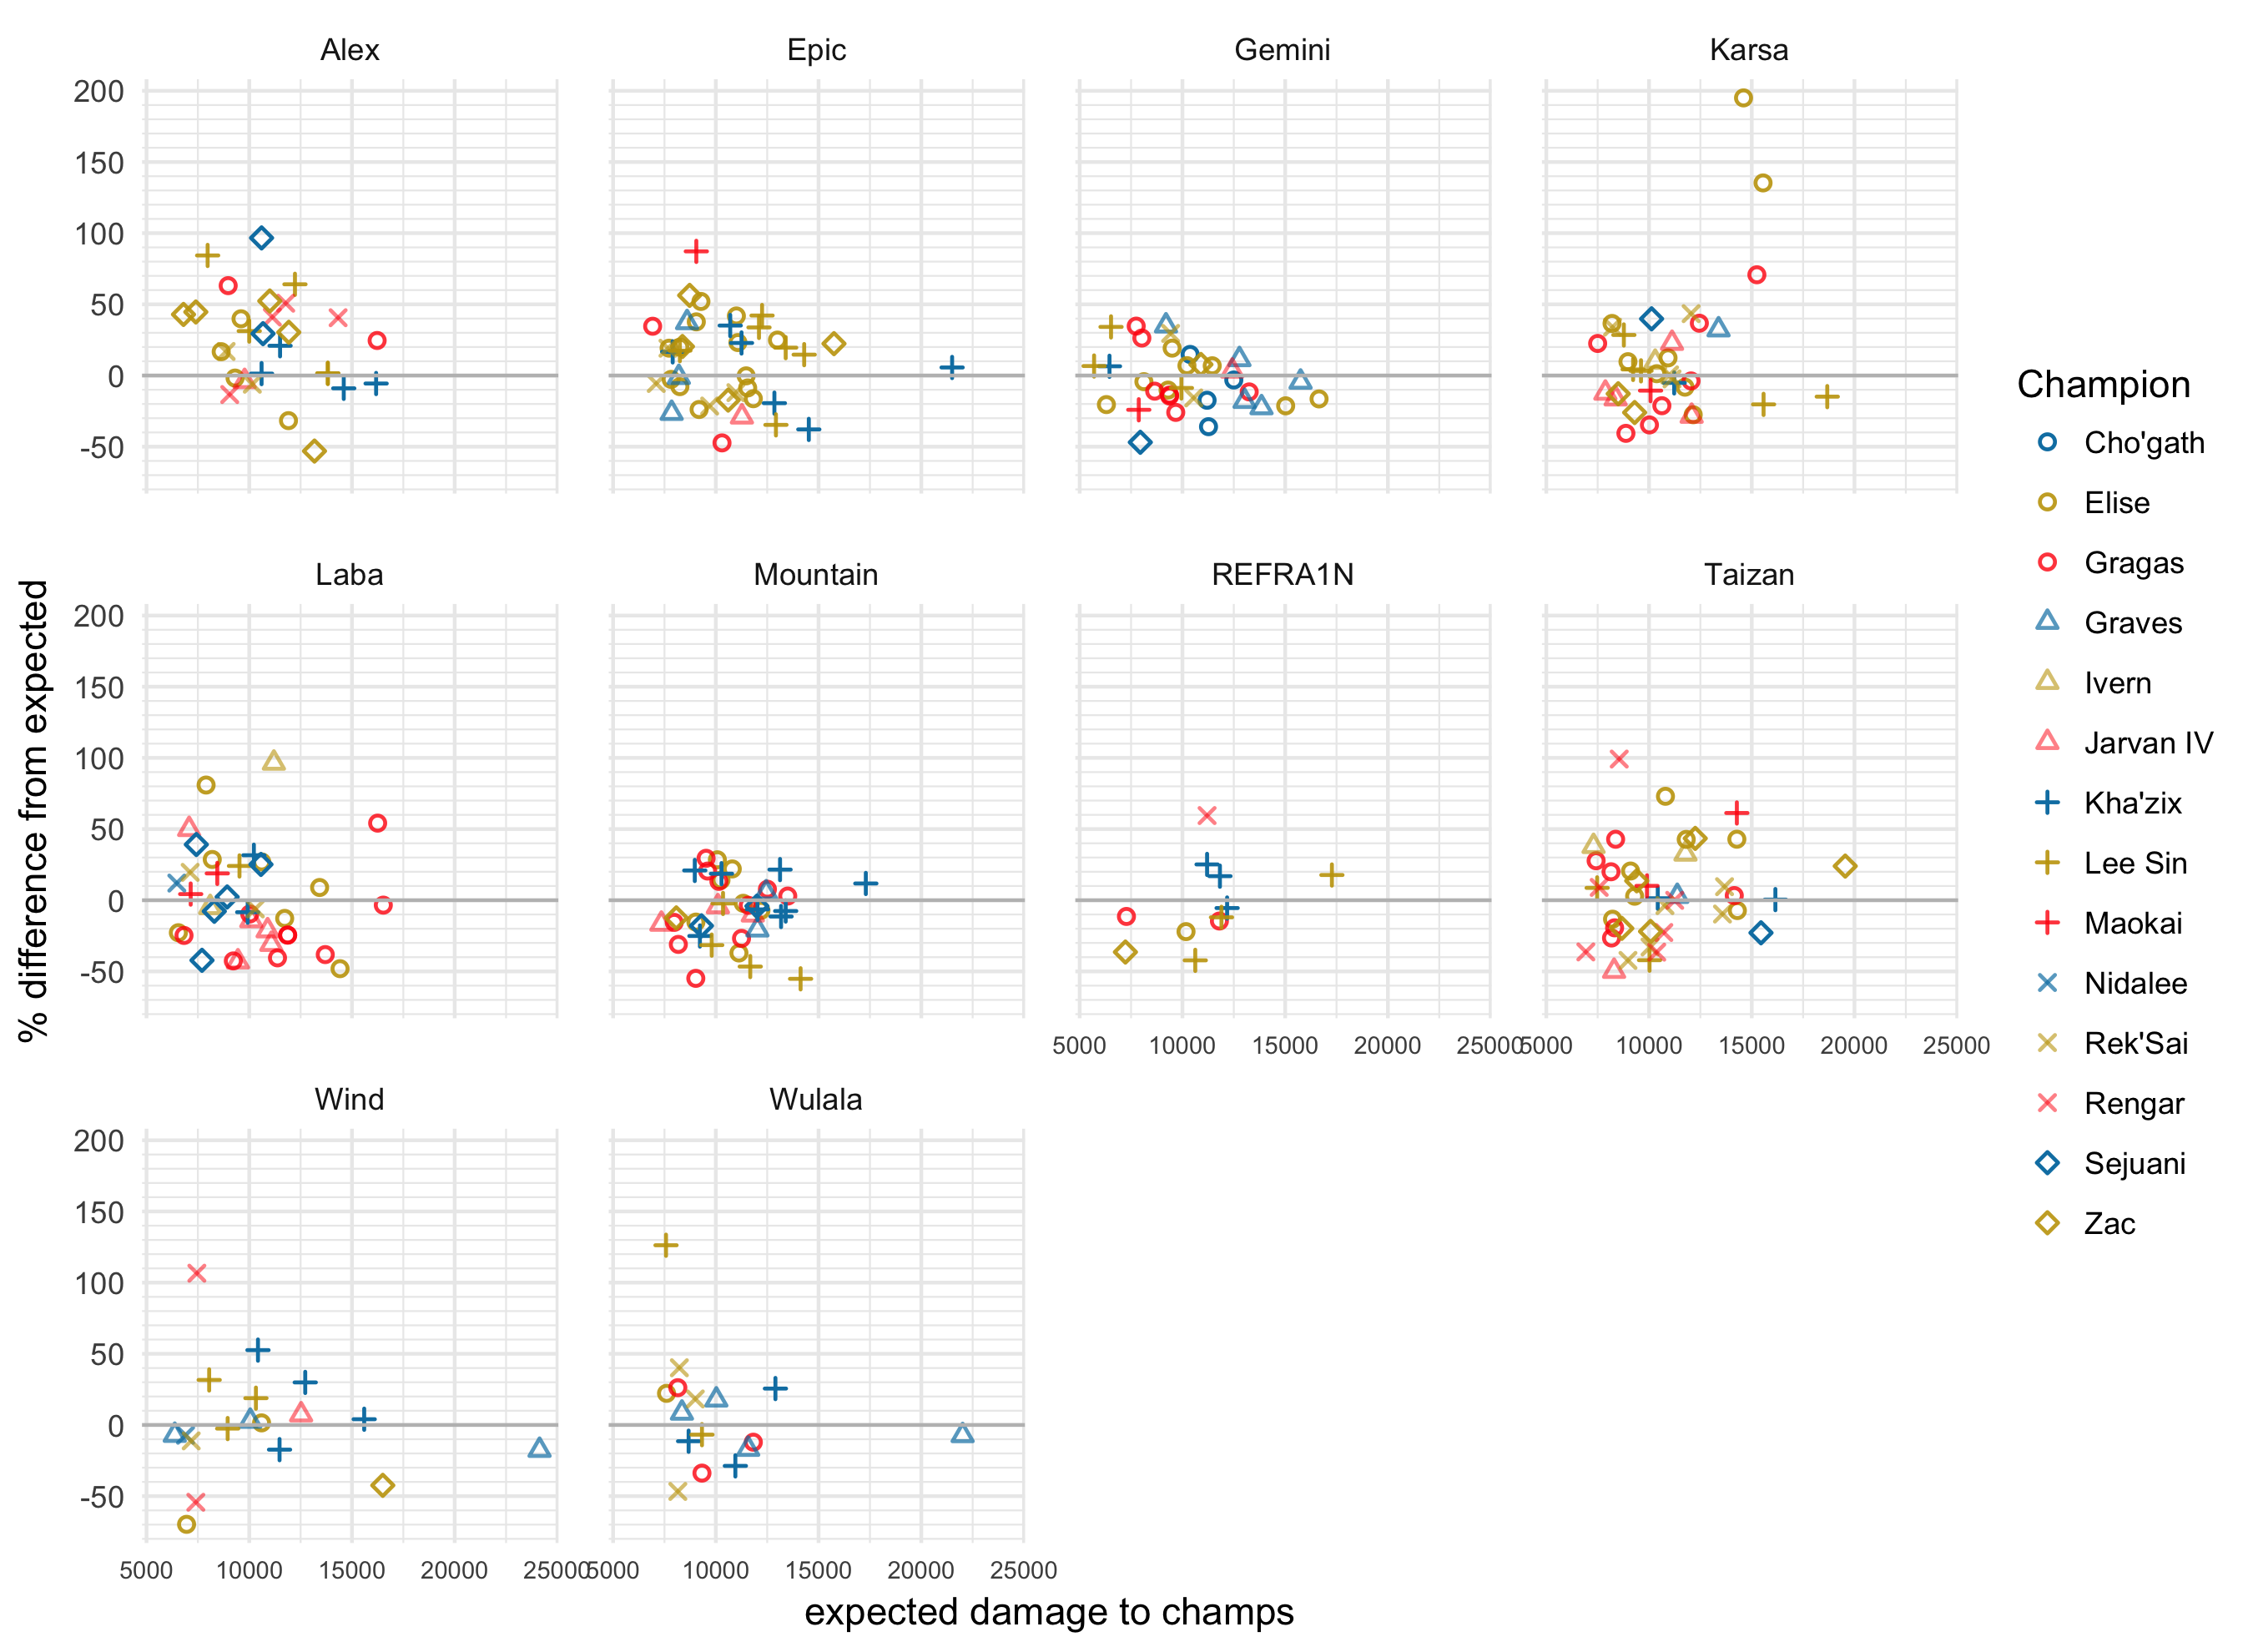 Alex
Epic
Gemini
Karsa
200
150
100
50
0
-50
Laba
Mountain
REFRA1N
Taizan
200
150
100
50
0
-50
5000 10000 15000 20000 25000
5000 10000 15000 20000 25000
Wind
Wulala
200
150
100
50
0
-50
5000 10000 15000 20000 25000
5000 10000 15000 20000 25000
expected damage to champs
% difference from expected
Champion
Cho'gath
Elise
Gragas
Graves
Ivern
Jarvan IV
Kha'zix
Lee Sin
Maokai
Nidalee
Rek'Sai
Rengar
Sejuani
Zac